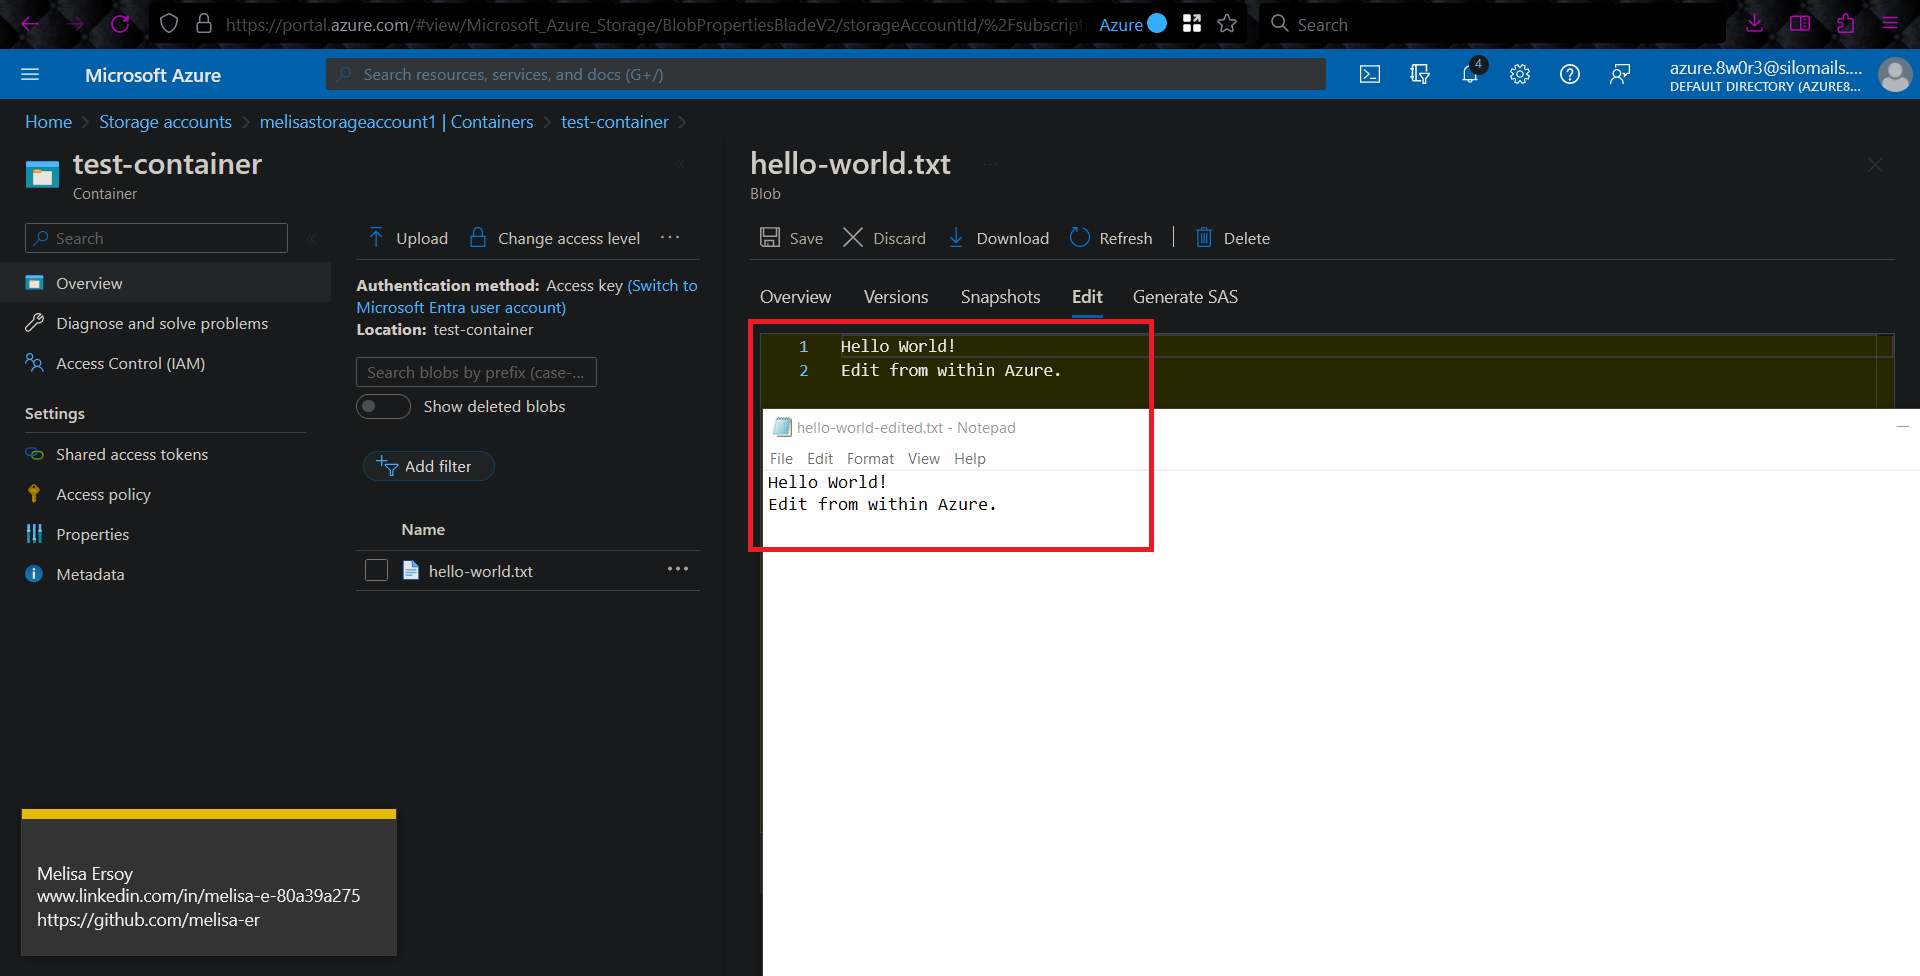 https://portal.azure.com/#view/Microsoft_Azure_Storage/BlobPropertiesBladeV2/storageAccountId/%2Fsubscripti
Azure
Search
Microsoft Azure
Search resources, services, and docs (G+/)
4
azure.8w0r3@silomails....
DEFAULT DIRECTORY (AZURE8...
Home > Storage accounts > melisastorageaccount1 | Containers > test-container >
test-container
Container
Search
Overview
Diagnose and solve problems
Access Control (IAM)
Settings
Shared access tokens
Access policy
Properties
Metadata
Upload
Change access level
...
Authentication method: Access key (Switch to
Microsoft Entra user account)
Location: test-container
Search blobs by prefix (case-...
Show deleted blobs
Add filter
Name
hello-world.txt
...
hello-world.txt
...
Blob
Save
Discard
Download
Refresh
Delete
Overview
Versions
Snapshots
Edit
Generate SAS
1 Hello World!
2 Edit from within Azure.
hello-world-edited.txt - Notepad
File Edit Format View Help
Hello World!
Edit from within Azure.
Melisa Ersoy
www.linkedin.com/in/melisa-e-80a39a275
https://github.com/melisa-er